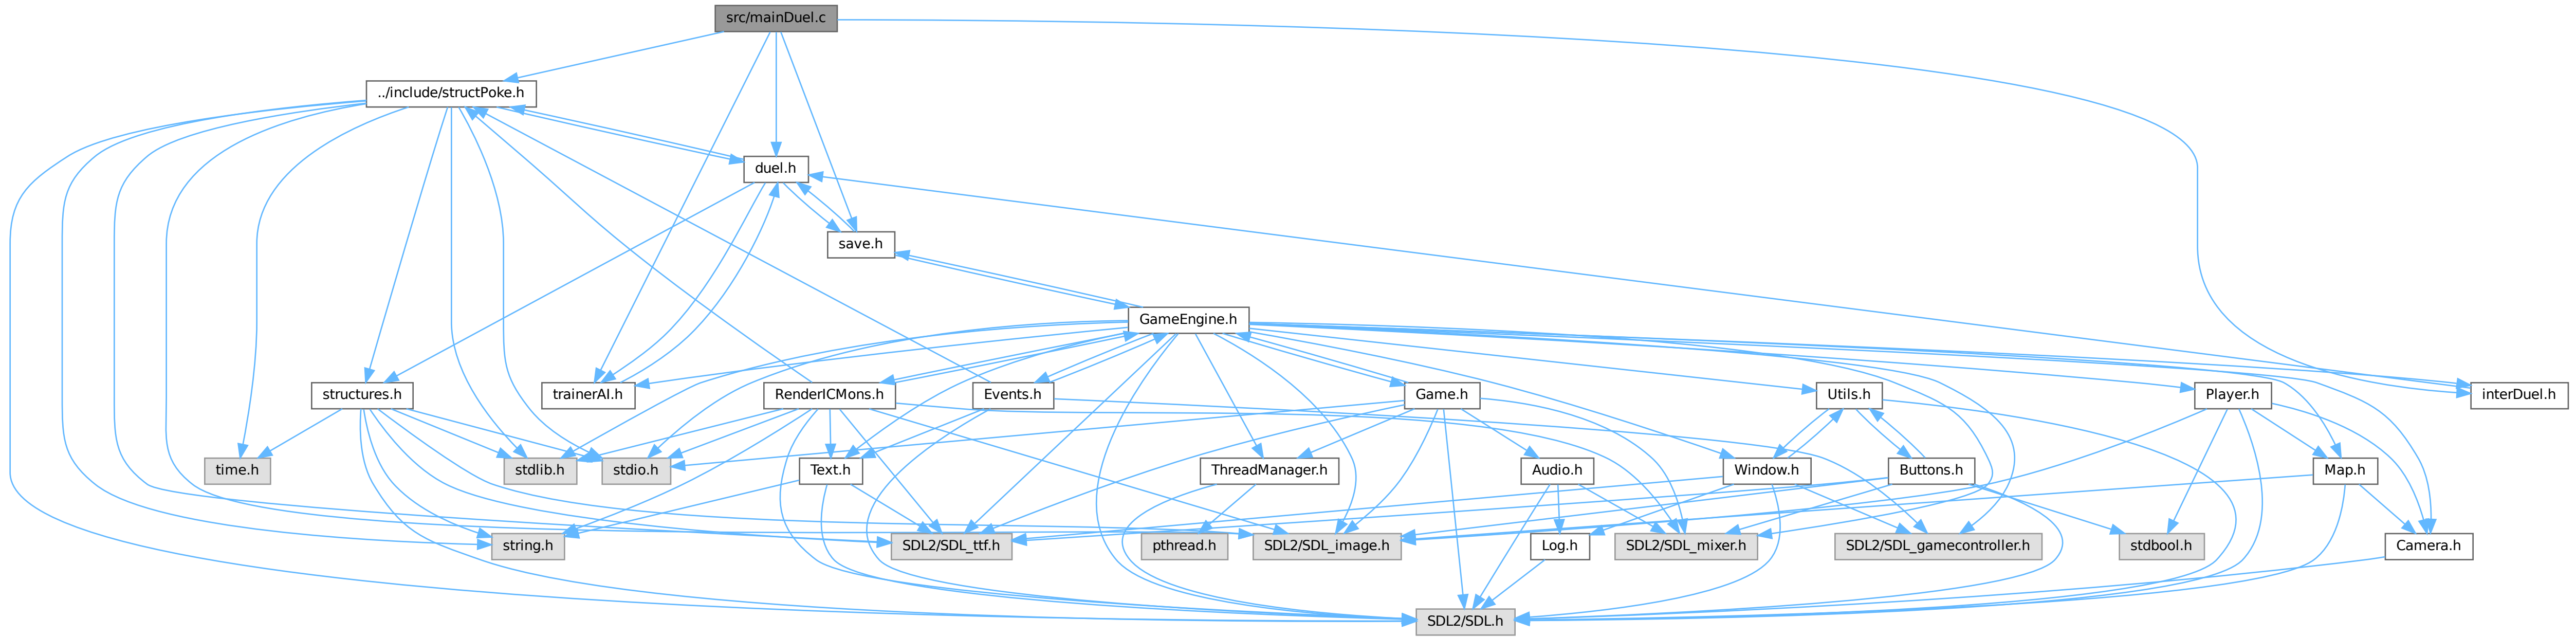 src/mainDuel.c
../include/structPoke.h
duel.h
save.h
GameEngine.h
structures.h
trainerAI.h
RenderICMons.h
Events.h
Game.h
Utils.h
Player.h
interDuel.h
time.h
stdlib.h
stdio.h
Text.h
ThreadManager.h
Audio.h
Window.h
Buttons.h
Map.h
string.h
SDL2/SDL_ttf.h
pthread.h
SDL2/SDL_image.h
Log.h
SDL2/SDL_mixer.h
SDL2/SDL_gamecontroller.h
stdbool.h
Camera.h
SDL2/SDL.h